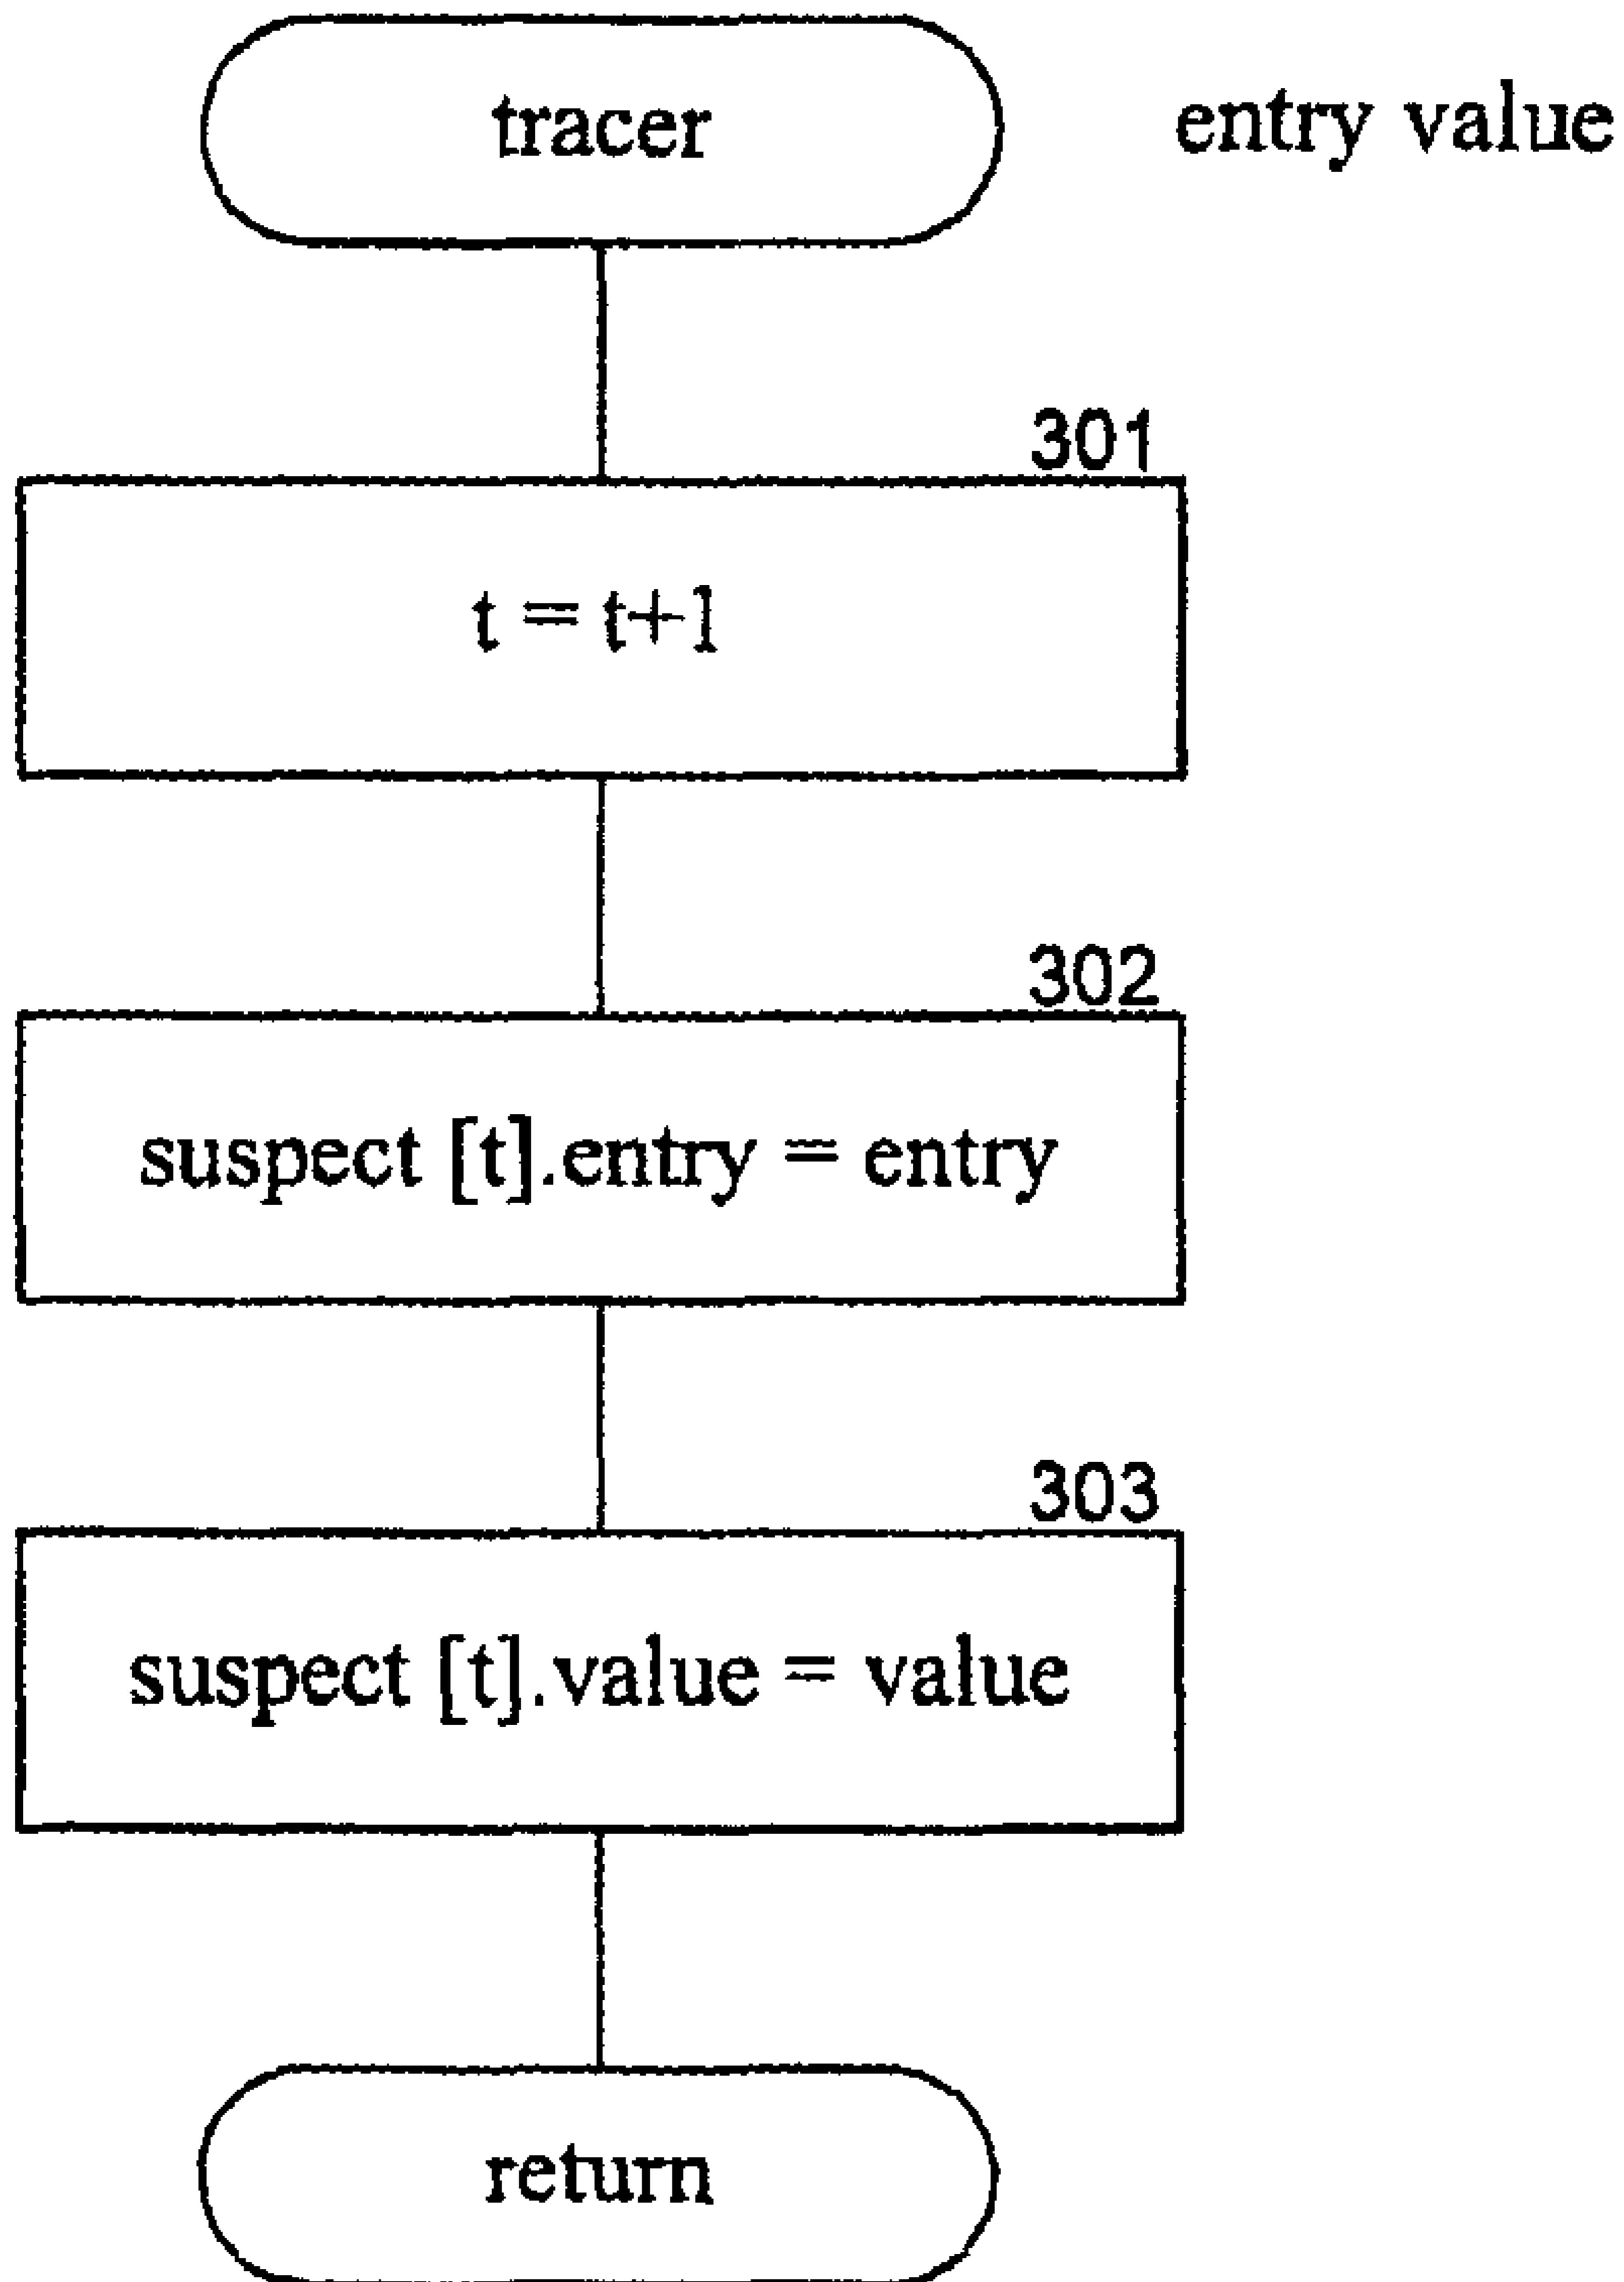 tracer
entry value
301
t = t+1
302
suspect [t].entry = entry
303
suspect [t].value = value
return